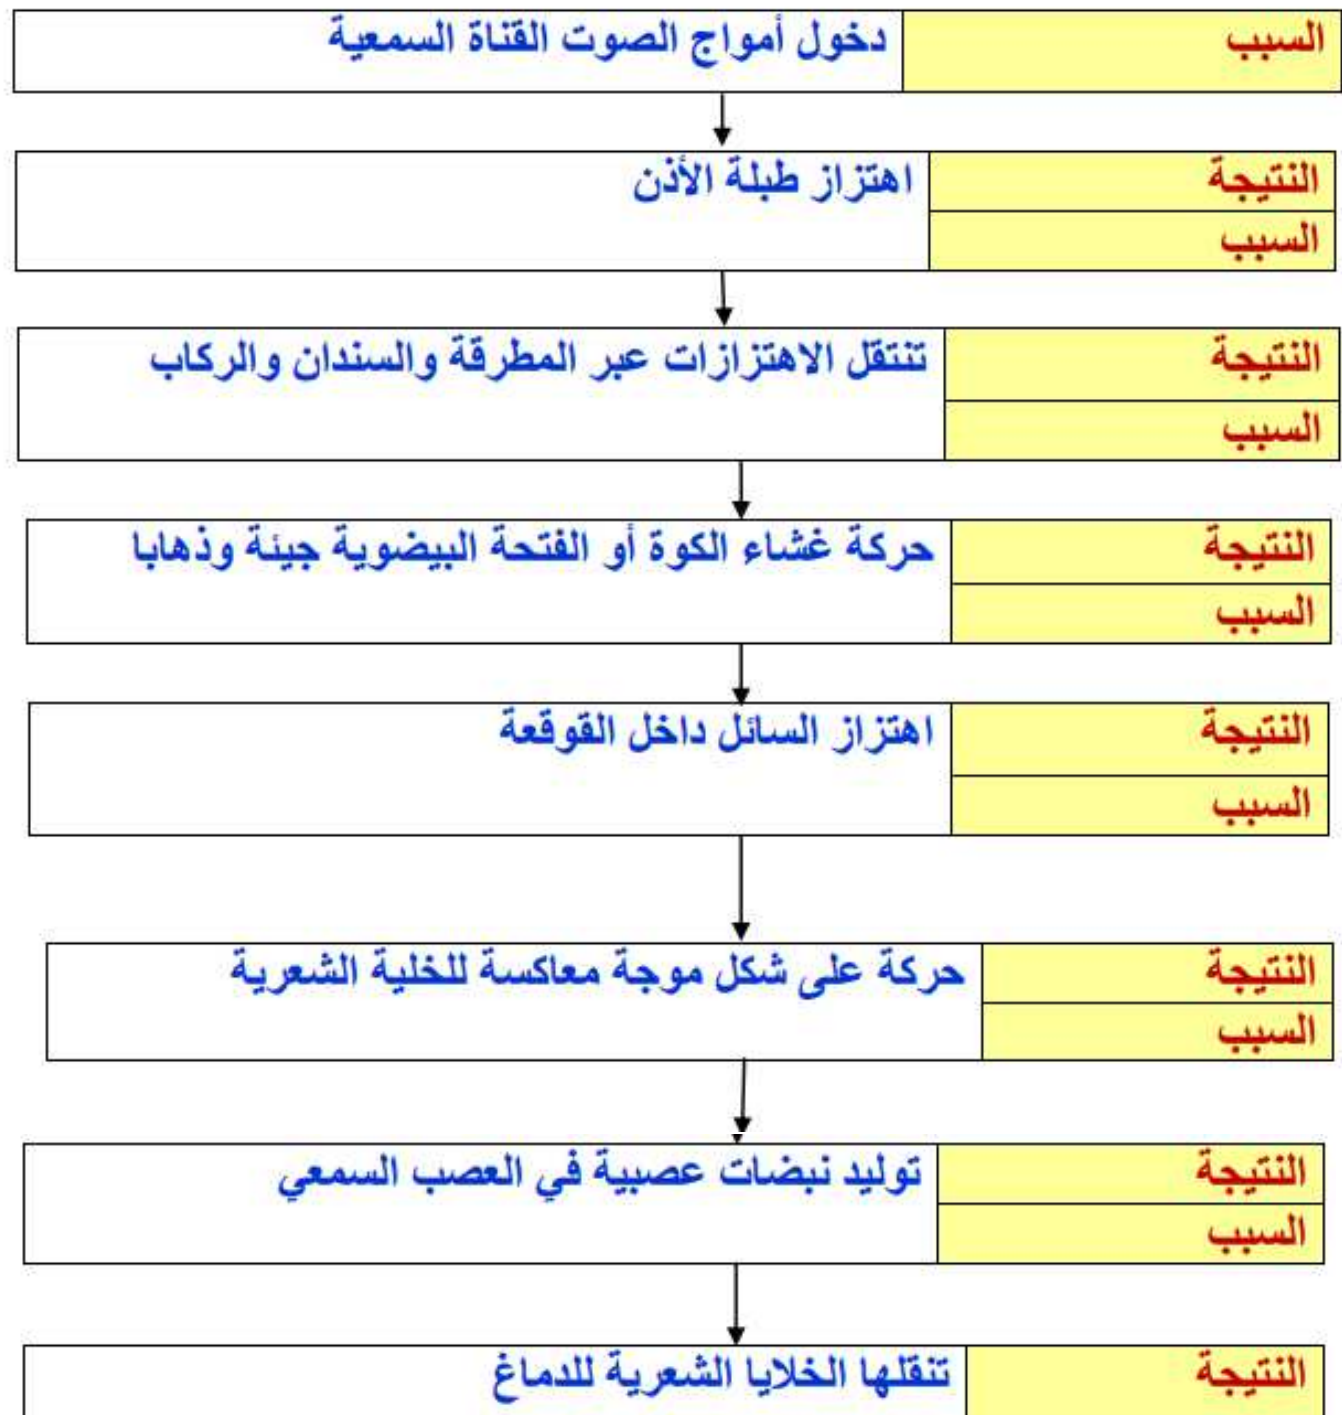 السبب
دخول أمواج الصوت القناة السمعية
النتيجة
السبب
اهتزاز طبلة الأذن
النتيجة
السبب
تنتقل الاهتزازات عبر المطرقة والسندان والركاب
النتيجة
السبب
حركة غشاء الكوة أو الفتحة البيضوية جيئة وذهابا
النتيجة
السبب
اهتزاز السائل داخل القوقعة
النتيجة
السبب
حركة على شكل موجة معاكسة للخلية الشعرية
النتيجة
السبب
توليد نبضات عصبية في العصب السمعي
النتيجة
تنقلها الخلايا الشعرية للدماغ